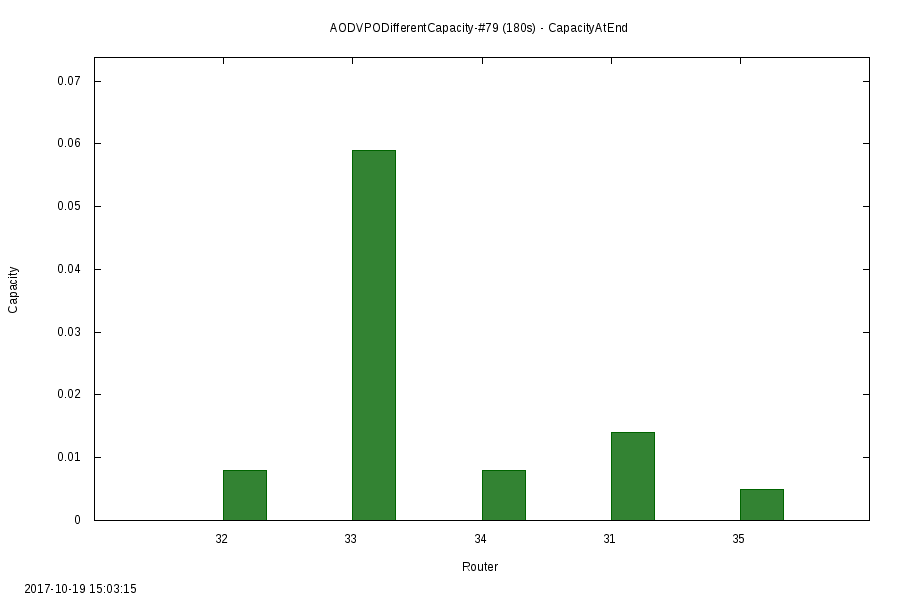 AODVPODifferentCapacity-#79 (180s) - CapacityAtEnd
0.07
0.06
0.05
0.04
0.03
0.02
0.01
0
Capacity
32 33 34 31 35
Router
2017-10-19 15:03:15